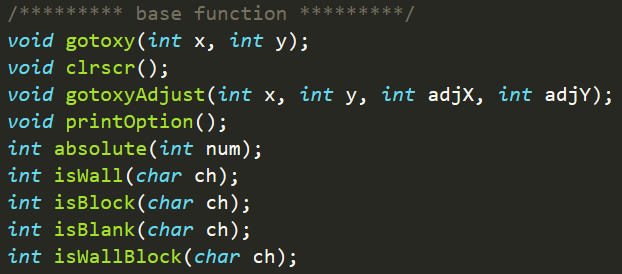 /********* base function *********/
void gotoxy(int x, int y);
void clrscr();
void gotoxyAdjust(int x, int y, int adjX, int adjY);
void printOption();
int absolute(int num);
int isWall(char ch);
int isBlock(char ch);
int isBlank(char ch);
int isWallBlock(char ch);